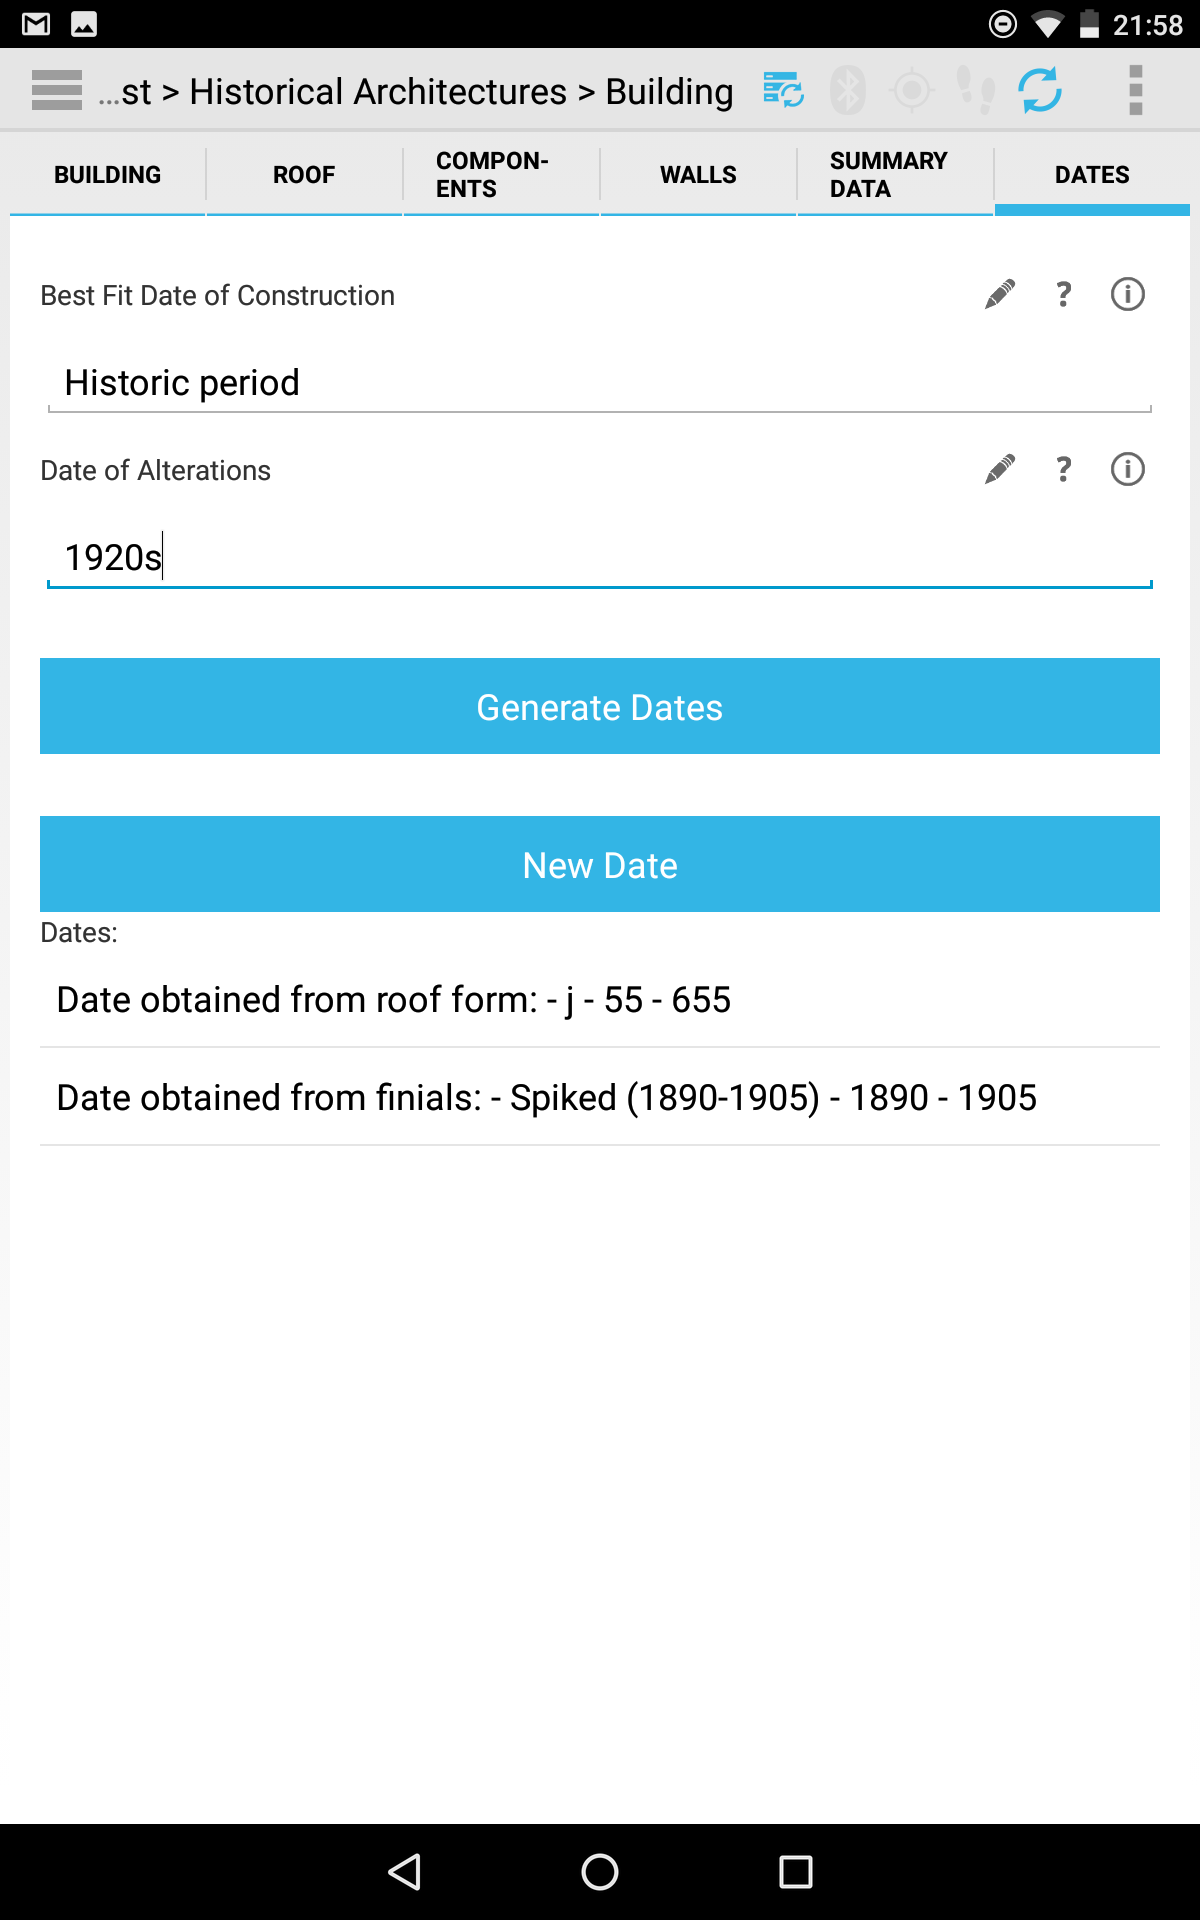 21:58
...st > Historical Architectures > Building
BUILDING
ROOF
COMPON-
ENTS
WALLS
SUMMARY
DATA
DATES
Best Fit Date of Construction
?
Historic period
Date of Alterations
?
1920s
Generate Dates
New Date
Dates:
Date obtained from roof form: - j - 55 - 655
Date obtained from finials: - Spiked (1890-1905) - 1890 - 1905